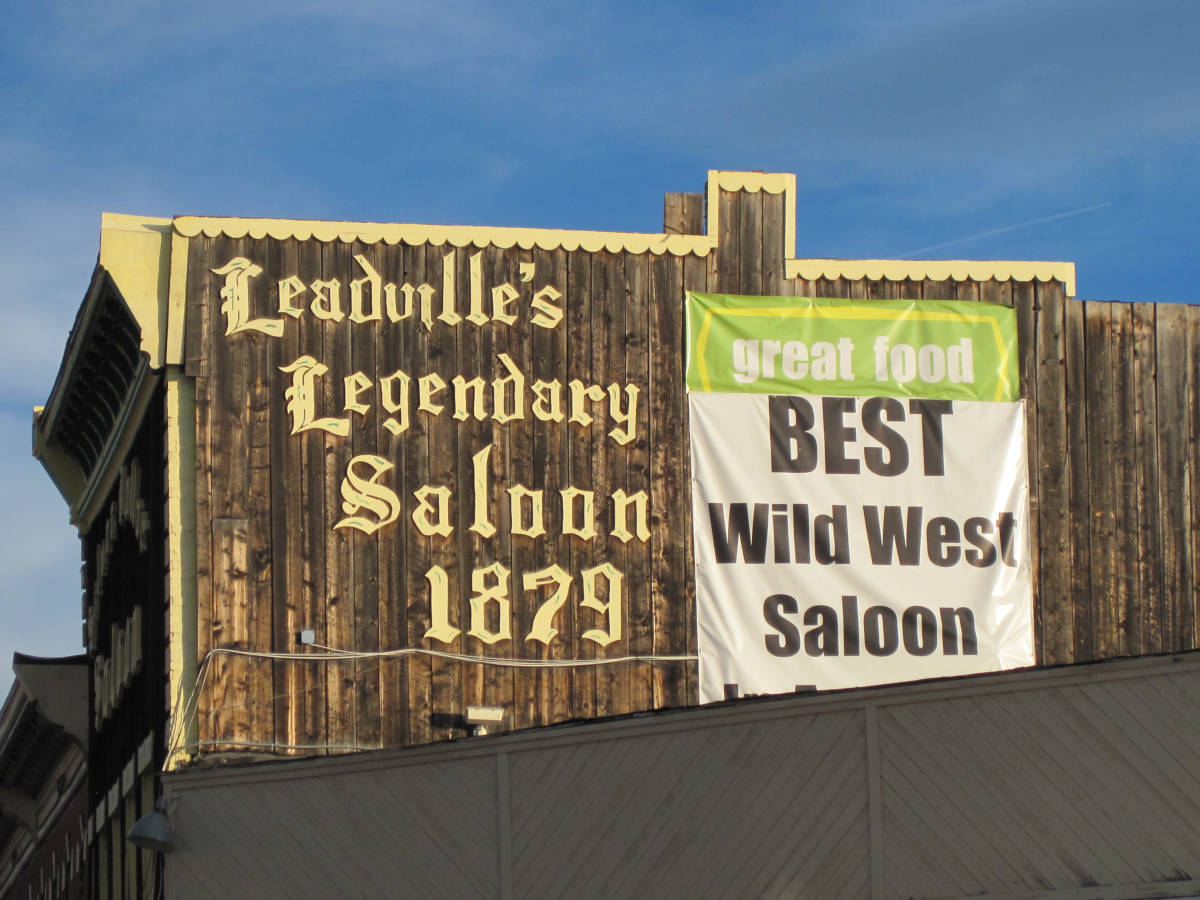 Leadville's
Legendary
Saloon
1879
great food
BEST
Wild West
Saloon